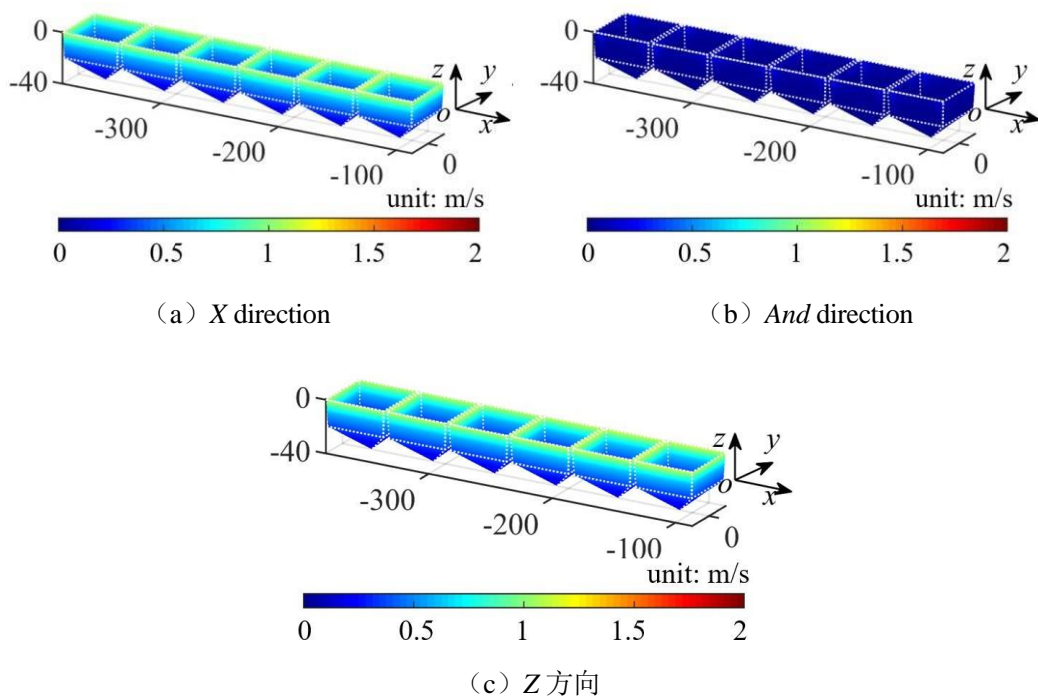 0
-40
-300
-200
-100
0
z
y
o
x
unit: m/s
0 0.5 1 1.5 2
（a）X direction
0
-40
-300
-200
-100
0
z
y
o
x
unit: m/s
0 0.5 1 1.5 2
（b）And direction
0
-40
-300
-200
-100
0
z
y
o
x
unit: m/s
0 0.5 1 1.5 2
（c）Z 方向